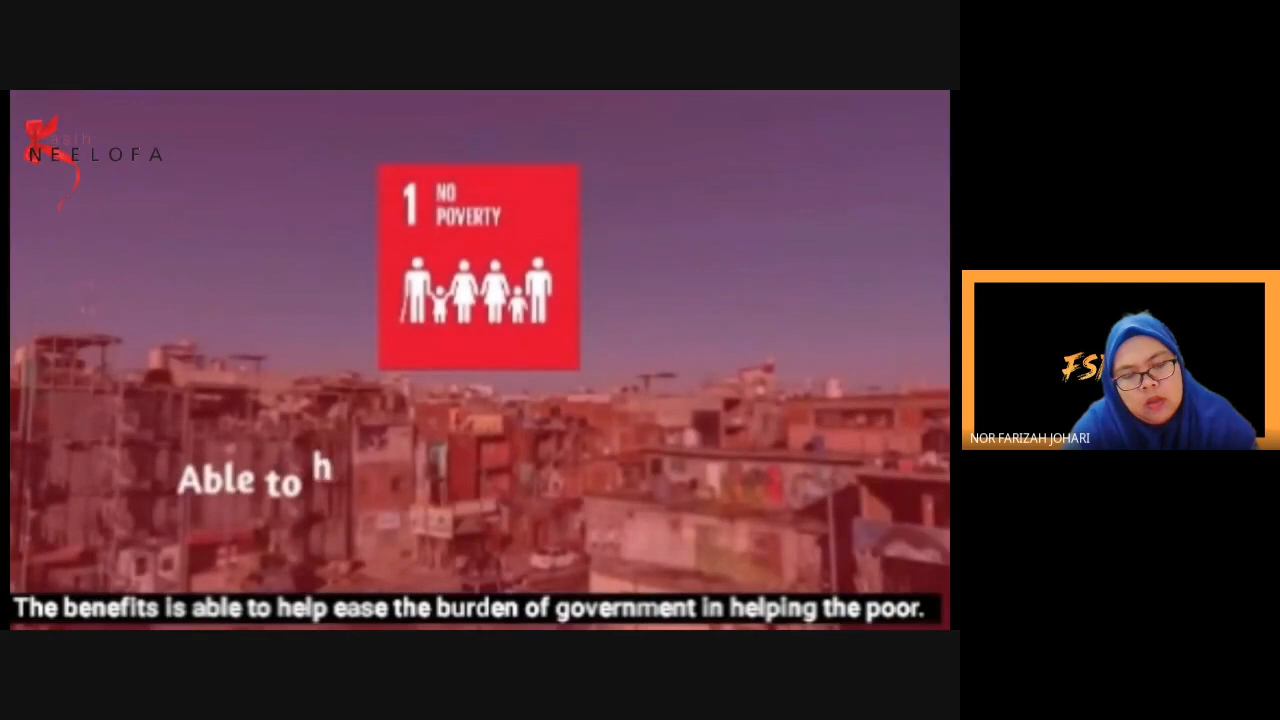 asih
NEELOFA
1
NO
POVERTY
Able to h
The benefits is able to help ease the burden of government in helping the poor.
NOR FARIZAH JOHARI